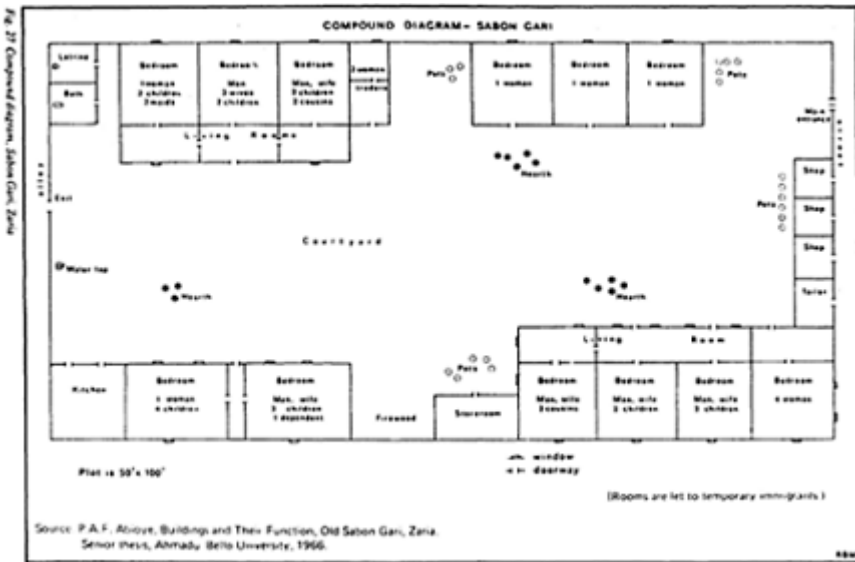 Fig. 27 Compound diagram, Sabon Gari, Zaria
COMPOUND DIAGRAM – SABON GARI
Latrine
Bath
Bedroom
1 woman
2 children
2 maids
Bedroom
Man
3 wives
3 children
Bedroom
Man, wife
3 children
3 cousins
2 women
traders
Living Rooms
Pots
Bedroom
1 woman
Bedroom
1 woman
Bedroom
1 woman
Pots
Main
entrance
Hearth
Shop
Shop
Pots
Shop
alley
Exit
Courtyard
Water Tap
Hearth
Hearth
Living Room
Kitchen
Bedroom
1 woman
4 children
Bedroom
Man, wife
3 children
1 dependent
Firewood
Pots
Storeroom
Bedroom
Man, wife
2 cousins
Bedroom
Man, wife
2 children
Bedroom
Man, wife
3 children
Bedroom
4 women
Plot is 50' x 100'
window
doorway
(Rooms are let to temporary immigrants)
Source: P.A.F. Abioye, Buildings and Their Function, Old Sabon Gari, Zaria.
Senior thesis, Ahmadu Bello University, 1966.